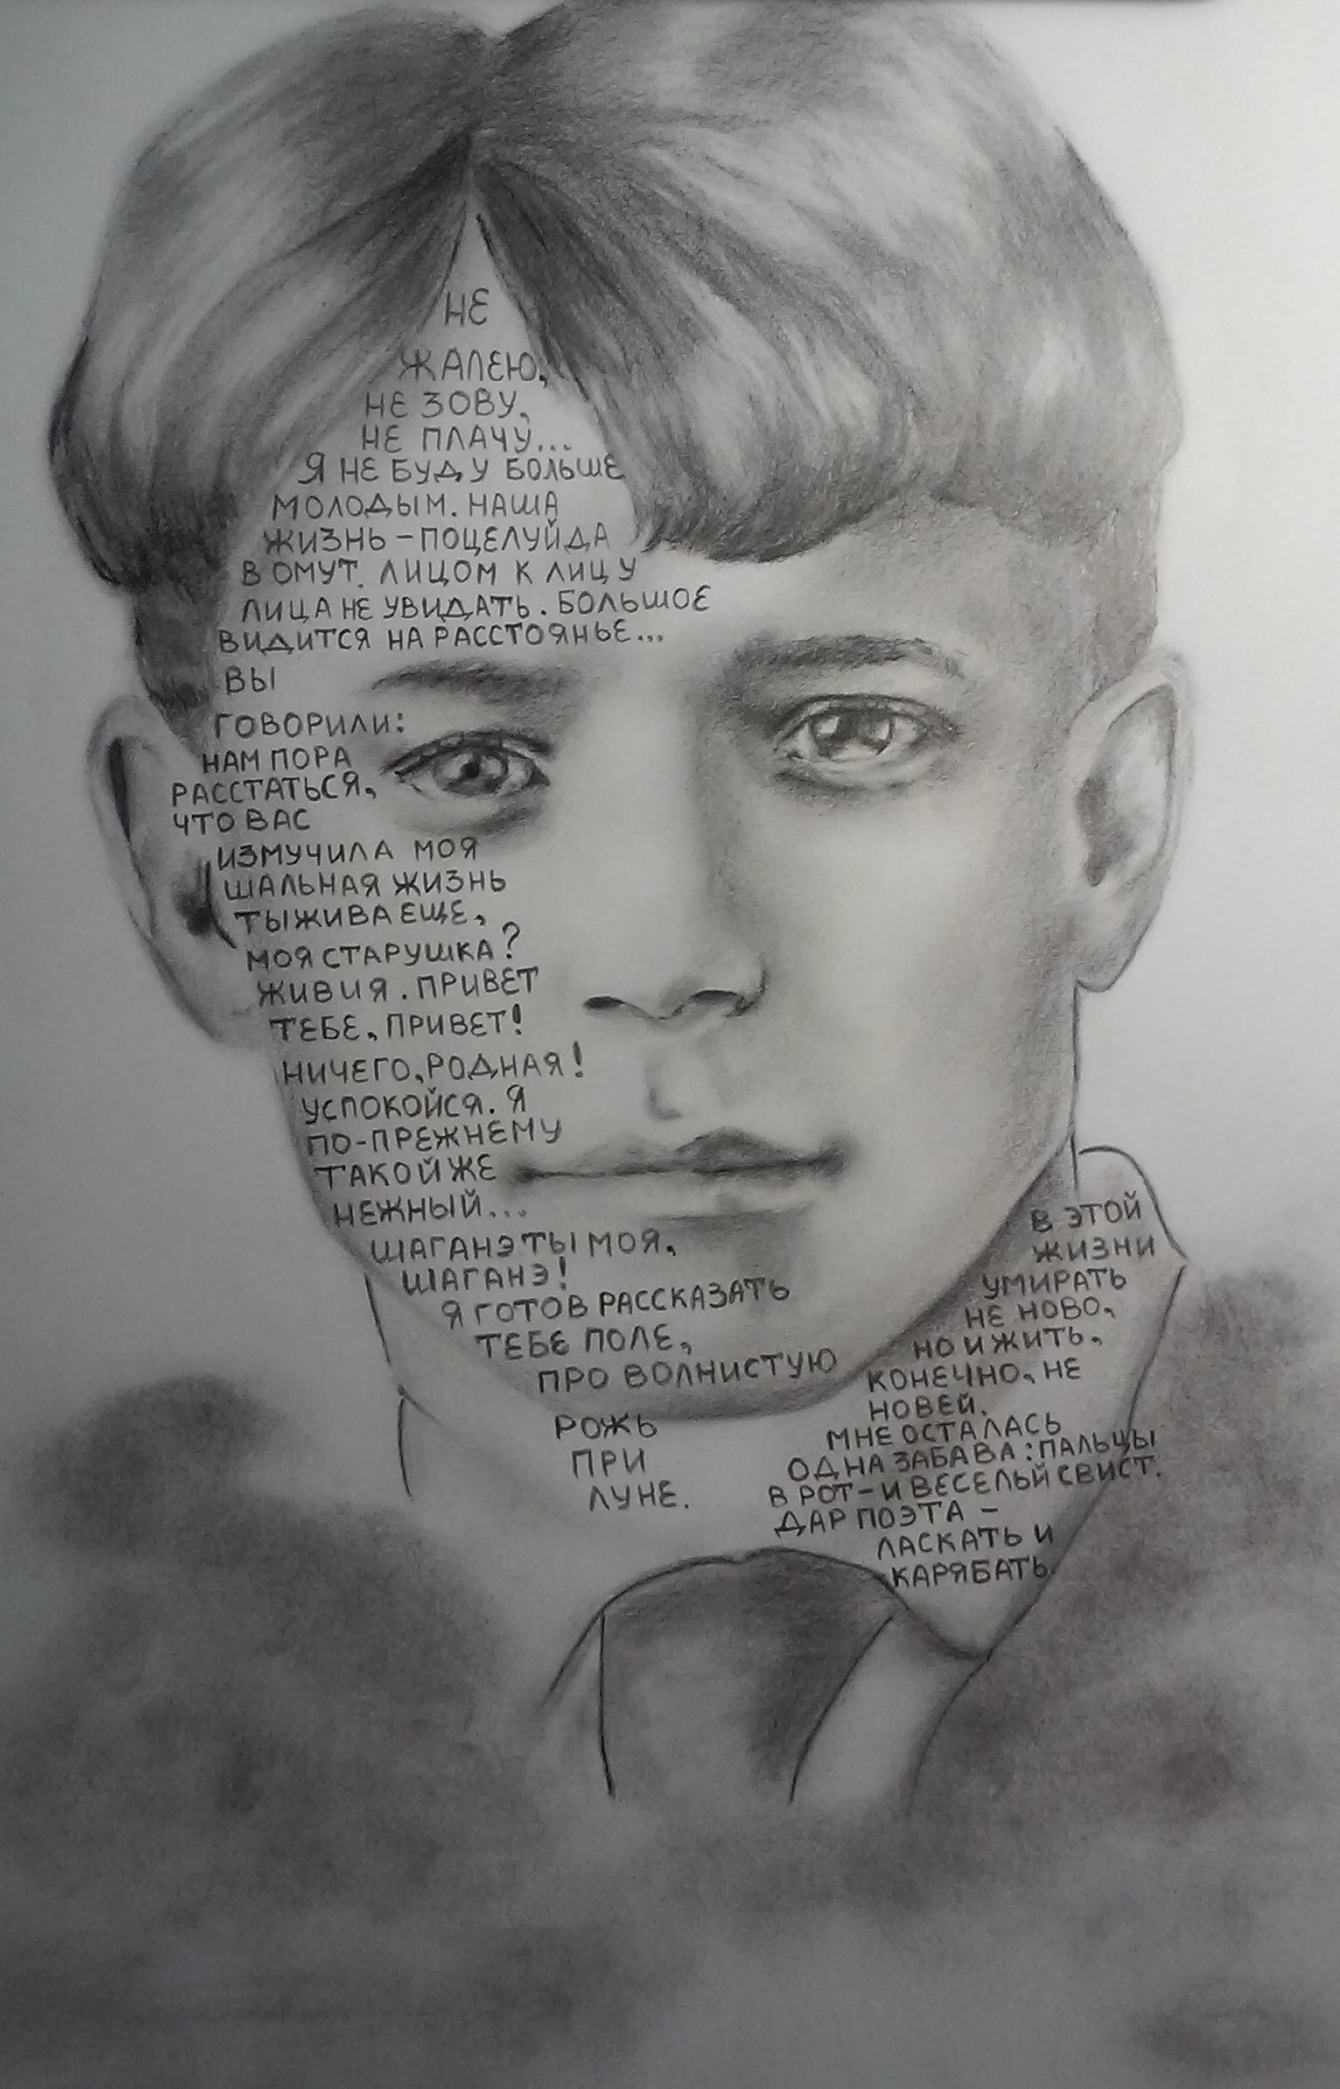 НЕ
ЖАЛЕЮ,
НЕ ЗОВУ,
НЕ ПЛАЧУ...
Я НЕ БУДУ БОЛЬШЕ
МОЛОДЫМ. НАША
ЖИЗНЬ – ПОЦЕЛУЙ ДА
В ОМУТ. ЛИЦОМ К ЛИЦУ
ЛИЦА НЕ УВИДАТЬ. БОЛЬШОЕ
ВИДИТСЯ НА РАССТОЯНЬЕ...
ВЫ
ГОВОРИЛИ:
НАМ ПОРА
РАССТАТЬСЯ,
ЧТО ВАС
ИЗМУЧИЛА МОЯ
ШАЛЬНАЯ ЖИЗНЬ
ТЫ ЖИВА ЕЩЕ,
МОЯ СТАРУШКА?
ЖИВ И Я. ПРИВЕТ
ТЕБЕ, ПРИВЕТ!
НИЧЕГО, РОДНАЯ!
УСПОКОЙСЯ. Я
ПО-ПРЕЖНЕМУ
ТАКОЙ ЖЕ
НЕЖНЫЙ...
ШАГАНЭ ТЫ МОЯ,
ШАГАНЭ!
Я ГОТОВ РАССКАЗАТЬ
ТЕБЕ ПОЛЕ,
ПРО ВОЛНИСТУЮ
РОЖЬ
ПРИ
ЛУНЕ.
В ЭТОЙ
ЖИЗНИ
УМИРАТЬ
НЕ НОВО,
НО И ЖИТЬ,
КОНЕЧНО, НЕ
НОВЕЙ.
МНЕ ОСТАЛАСЬ
ОДНА ЗАБАВА: ПАЛЬЦЫ
В РОТ – И ВЕСЕЛЫЙ СВИСТ.
ДАР ПОЭТА –
ЛАСКАТЬ И
КАРЯБАТЬ.